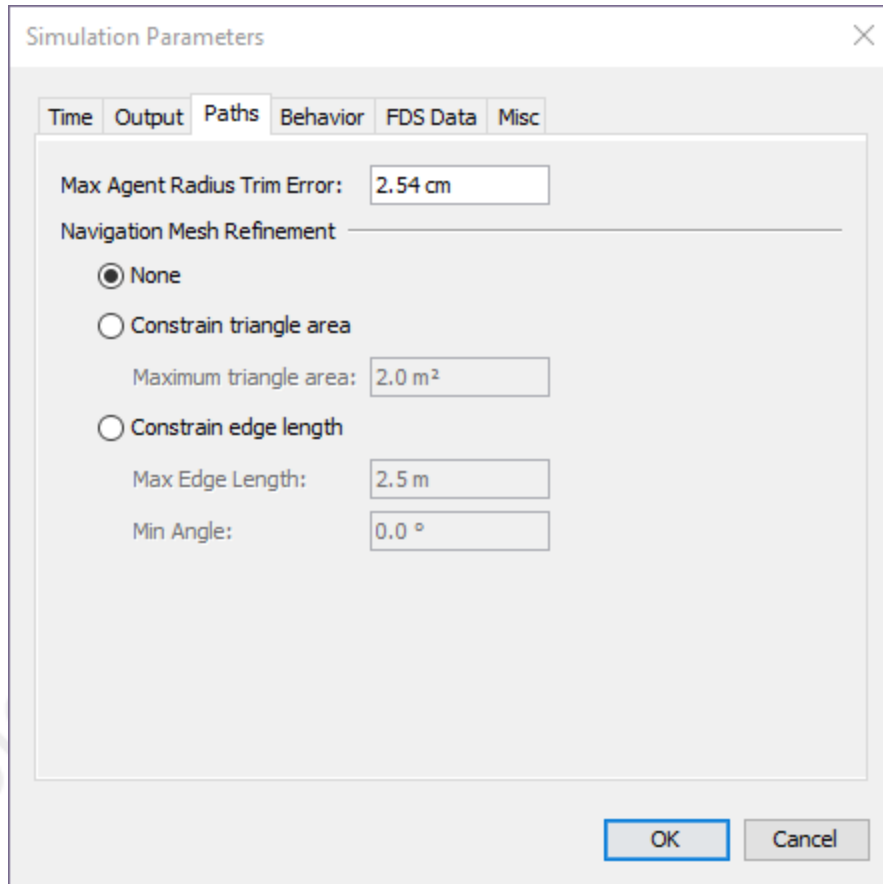 Simulation Parameters
Time Output Paths Behavior FDS Data Misc
Max Agent Radius Trim Error: 2.54 cm
Navigation Mesh Refinement
None
Constrain triangle area
Maximum triangle area: 2.0 m²
Constrain edge length
Max Edge Length: 2.5 m
Min Angle: 0.0 °
OK Cancel